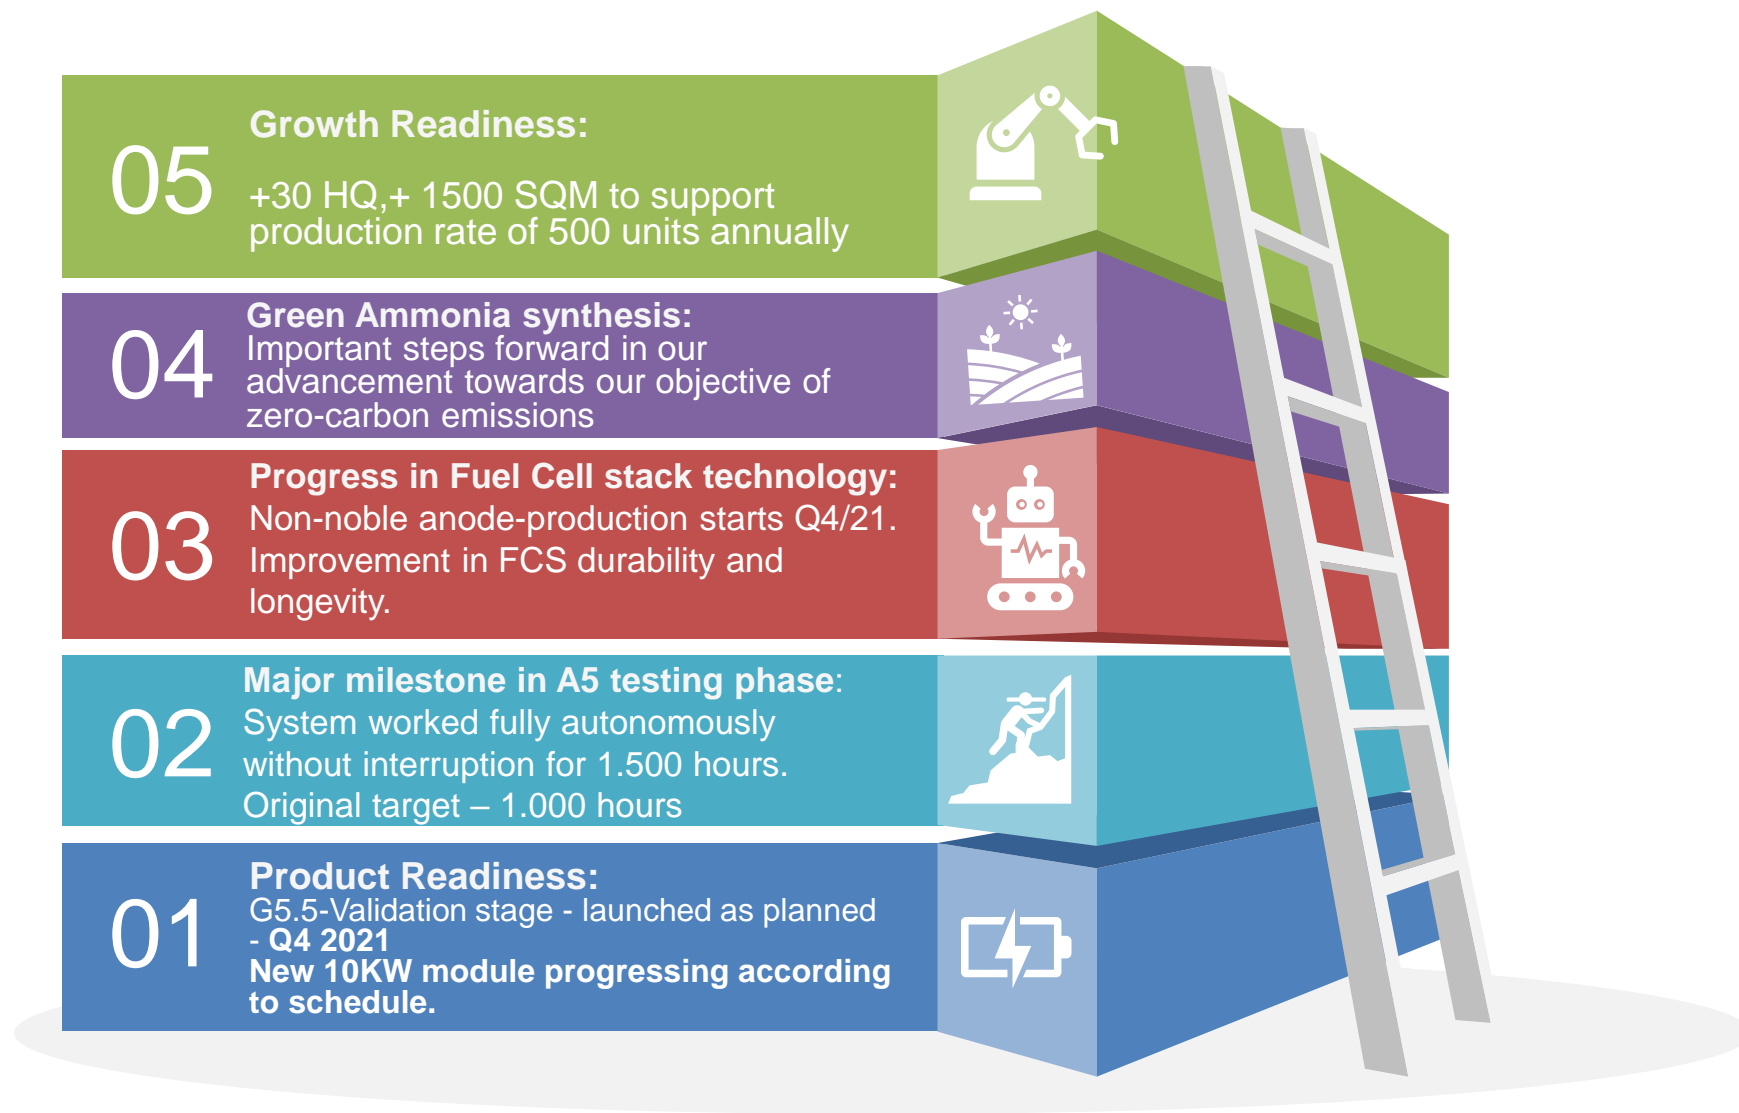 05
Growth Readiness:
+30 HQ,+ 1500 SQM to support
production rate of 500 units annually
04
Green Ammonia synthesis:
Important steps forward in our
advancement towards our objective of
zero-carbon emissions
03
Progress in Fuel Cell stack technology:
Non-noble anode-production starts Q4/21.
Improvement in FCS durability and
longevity.
02
Major milestone in A5 testing phase:
System worked fully autonomously
without interruption for 1.500 hours.
Original target – 1.000 hours
01
Product Readiness:
G5.5-Validation stage - launched as planned
- Q4 2021
New 10KW module progressing according
to schedule.